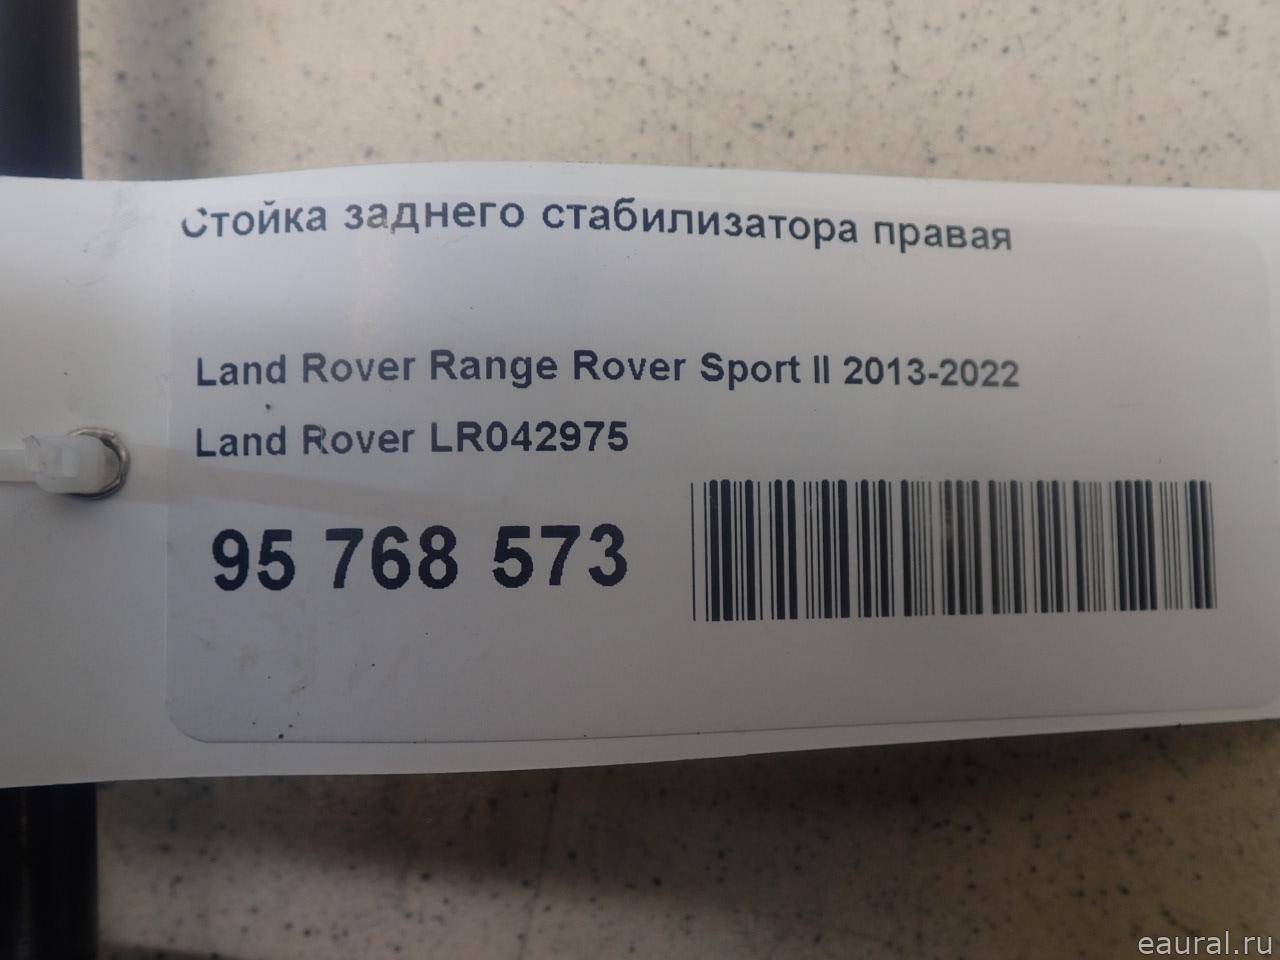 Стойка заднего стабилизатора правая
Land Rover Range Rover Sport II 2013-2022
Land Rover LR042975
95 768 573
eaural.ru